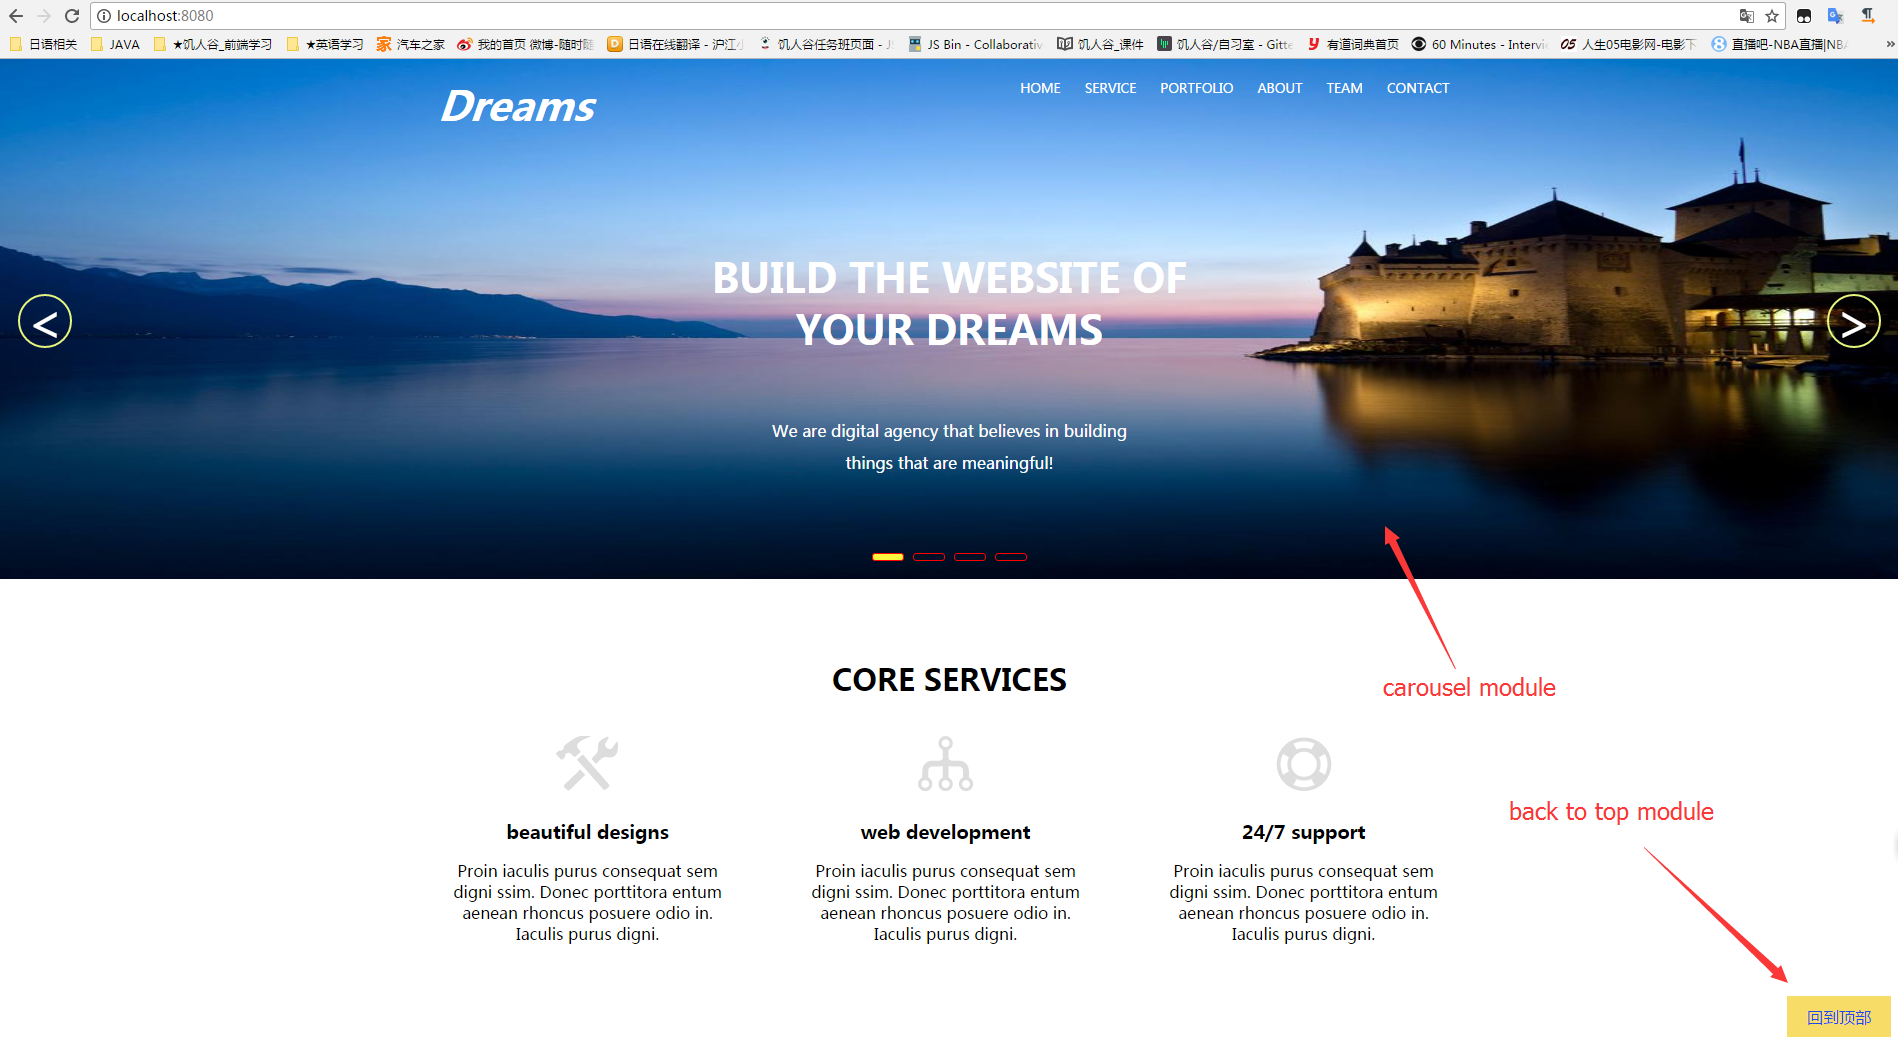 localhost:8080
日语相关 JAVA ★饥人谷_前端学习 ★英语学习 汽车之家 我的首页 微博-随时随 日语在线翻译 - 沪江 饥人谷任务班页面 - JS Bin - Collaborativ 饥人谷_课件 饥人谷/自习室 - Gitte 有道词典首页 60 Minutes - Intervi 人生05电影网-电影下 直播吧-NBA直播|NBA »
Dreams
HOME SERVICE PORTFOLIO ABOUT TEAM CONTACT
BUILD THE WEBSITE OF
YOUR DREAMS
< >
We are digital agency that believes in building
things that are meaningful!
CORE SERVICES
carousel module
back to top module
beautiful designs
Proin iaculis purus consequat sem
digni ssim. Donec porttitora entum
aenean rhoncus posuere odio in.
Iaculis purus digni.
web development
Proin iaculis purus consequat sem
digni ssim. Donec porttitora entum
aenean rhoncus posuere odio in.
Iaculis purus digni.
24/7 support
Proin iaculis purus consequat sem
digni ssim. Donec porttitora entum
aenean rhoncus posuere odio in.
Iaculis purus digni.
回到顶部